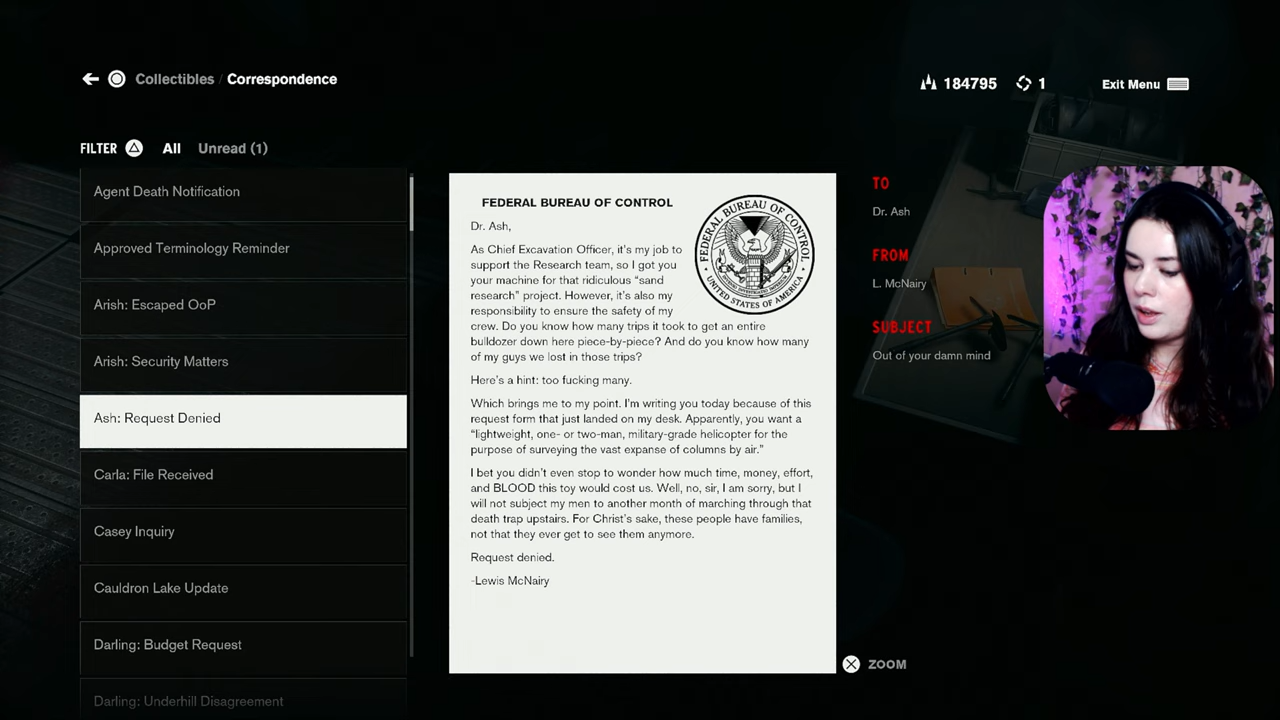 Collectibles / Correspondence
184795
1
Exit Menu
FILTER
All
Unread (1)
Agent Death Notification
Approved Terminology Reminder
Arish: Escaped OoP
Arish: Security Matters
Ash: Request Denied
Carla: File Received
Casey Inquiry
Cauldron Lake Update
Darling: Budget Request
Darling: Underhill Disagreement
FEDERAL BUREAU OF CONTROL
Dr. Ash,
As Chief Excavation Officer, it's my job to
support the Research team, so I got you
your machine for that ridiculous "sand
research" project. However, it's also my
responsibility to ensure the safety of my
crew. Do you know how many trips it took to get an entire
bulldozer down here piece-by-piece? And do you know how many
of my guys we lost in those trips?
Here's a hint: too fucking many.
Which brings me to my point. I'm writing you today because of this
request form that just landed on my desk. Apparently, you want a
"lightweight, one- or two-man, military-grade helicopter for the
purpose of surveying the vast expanse of columns by air."
I bet you didn't even stop to wonder how much time, money, effort,
and BLOOD this toy would cost us. Well, no, sir, I am sorry, but I
will not subject my men to another month of marching through that
death trap upstairs. For Christ's sake, these people have families,
not that they ever get to see them anymore.
Request denied.
-Lewis McNairy
FEDERAL BUREAU OF CONTROL
UNITED STATES OF AMERICA
TO
Dr. Ash
FROM
L. McNairy
SUBJECT
Out of your damn mind
ZOOM